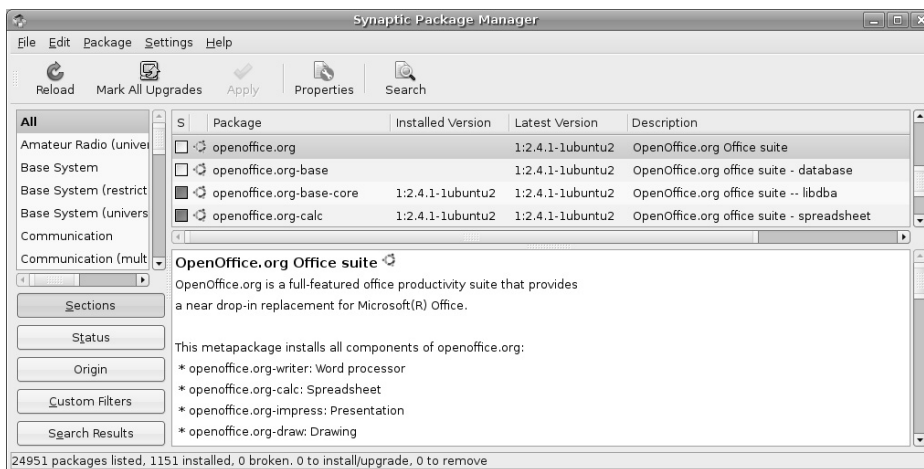 Synaptic Package Manager
File Edit Package Settings Help
Reload Mark All Upgrades Apply Properties Search
All
Amateur Radio (univer
Base System
Base System (restrict
Base System (univers
Communication
Communication (mult
Sections
Status
Origin
Custom Filters
Search Results
S Package Installed Version Latest Version Description
openoffice.org 1:2.4.1-1ubuntu2 OpenOffice.org Office suite
openoffice.org-base 1:2.4.1-1ubuntu2 OpenOffice.org office suite - database
openoffice.org-base-core 1:2.4.1-1ubuntu2 1:2.4.1-1ubuntu2 OpenOffice.org office suite -- libdba
openoffice.org-calc 1:2.4.1-1ubuntu2 1:2.4.1-1ubuntu2 OpenOffice.org office suite - spreadsheet
OpenOffice.org Office suite
OpenOffice.org is a full-featured office productivity suite that provides
a near drop-in replacement for Microsoft(R) Office.
This metapackage installs all components of openoffice.org:
* openoffice.org-writer: Word processor
* openoffice.org-calc: Spreadsheet
* openoffice.org-impress: Presentation
* openoffice.org-draw: Drawing
24951 packages listed, 1151 installed, 0 broken. 0 to install/upgrade, 0 to remove